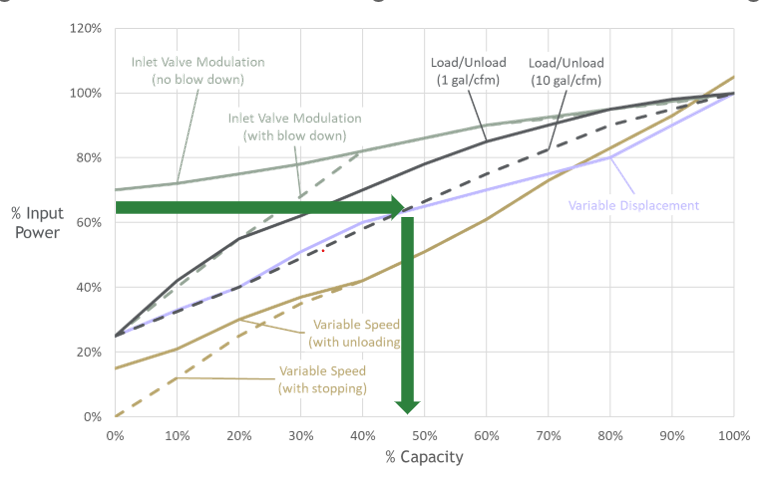 120%
Inlet Valve Modulation
(no blow down)
Load/Unload
(1 gal/cfm)
Load/Unload
(10 gal/cfm)
100%
Inlet Valve Modulation
(with blow down)
80%
% Input
Power
Variable Displacement
60%
40%
Variable Speed
(with unloading
20%
Variable Speed
(with stopping)
0%
0% 10% 20% 30% 40% 50% 60% 70% 80% 90% 100%
% Capacity